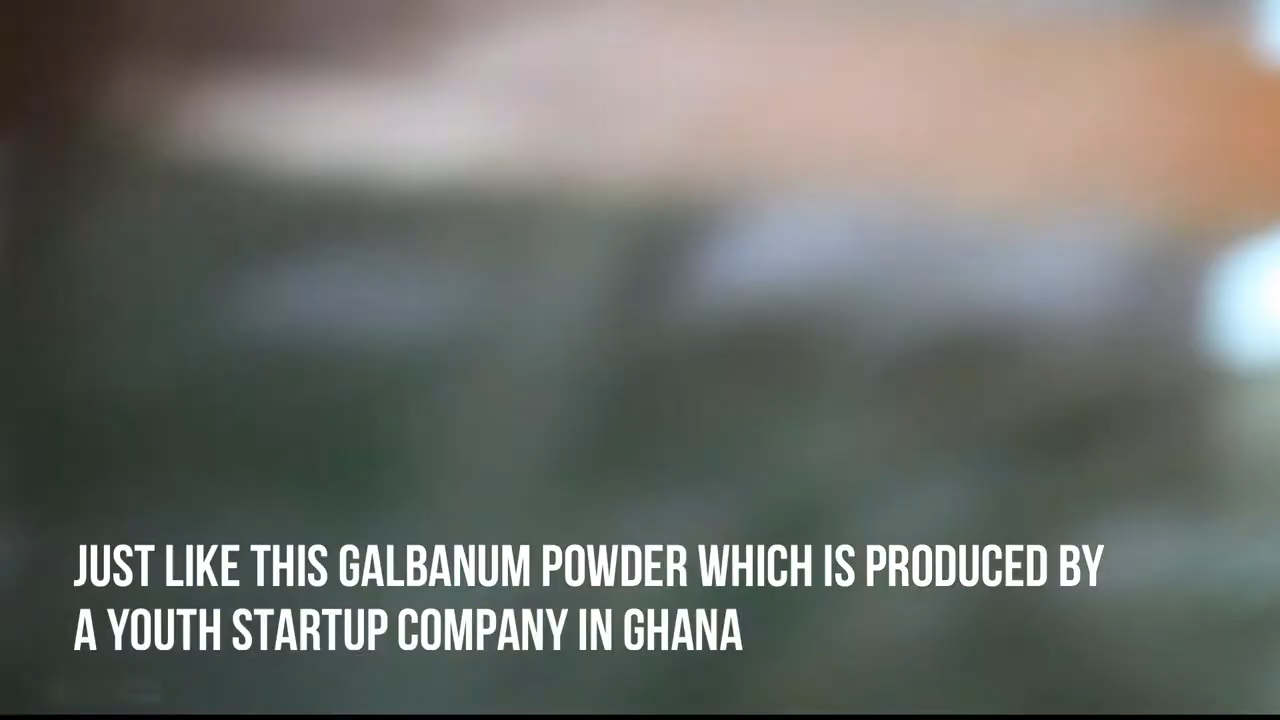 JUST LIKE THIS GALBANUM POWDER WHICH IS PRODUCED BY
A YOUTH STARTUP COMPANY IN GHANA